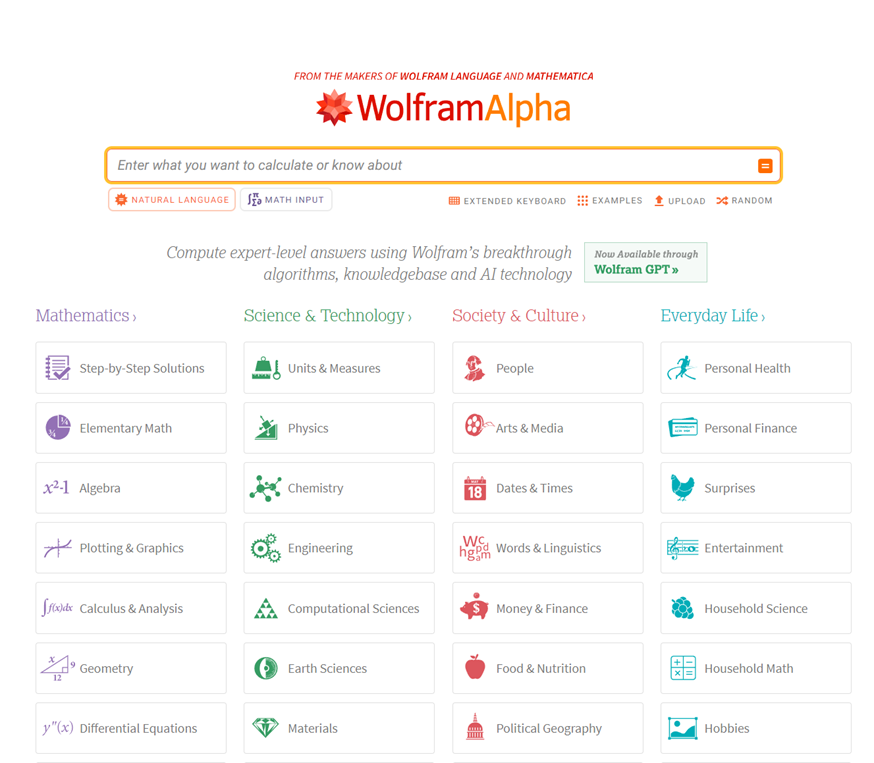 FROM THE MAKERS OF WOLFRAM LANGUAGE AND MATHEMATICA
WolframAlpha
Enter what you want to calculate or know about
=
NATURAL LANGUAGE
∫π Σ∂ MATH INPUT
EXTENDED KEYBOARD
EXAMPLES
UPLOAD
RANDOM
Compute expert-level answers using Wolfram's breakthrough
algorithms, knowledgebase and AI technology
Now Available through
Wolfram GPT »
Mathematics ›
Science & Technology ›
Society & Culture ›
Everyday Life ›
Step-by-Step Solutions
Units & Measures
People
Personal Health
¼ ¾ Elementary Math
Physics
Arts & Media
Personal Finance
x²-1 Algebra
Chemistry
18 Dates & Times
Surprises
Plotting & Graphics
Engineering
Wc hg pd am Words & Linguistics
Entertainment
∫f(x)dx Calculus & Analysis
Computational Sciences
$ Money & Finance
Household Science
x 9 12 Geometry
Earth Sciences
Food & Nutrition
+ − × = Household Math
y″(x) Differential Equations
Materials
Political Geography
Hobbies